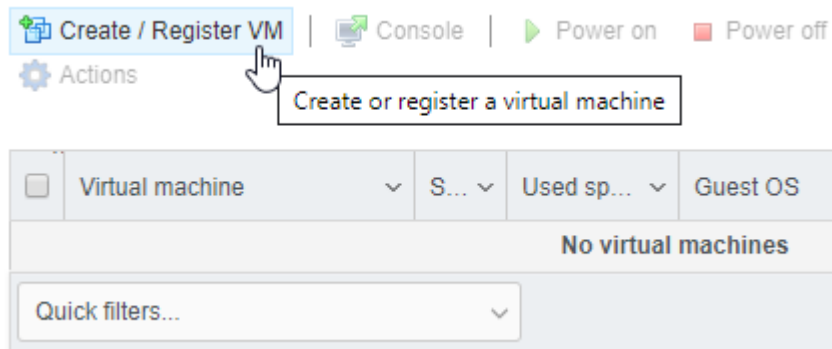 Create / Register VM | Console | Power on Power off
Actions
Create or register a virtual machine
Virtual machine S... Used sp... Guest OS
No virtual machines
Quick filters...